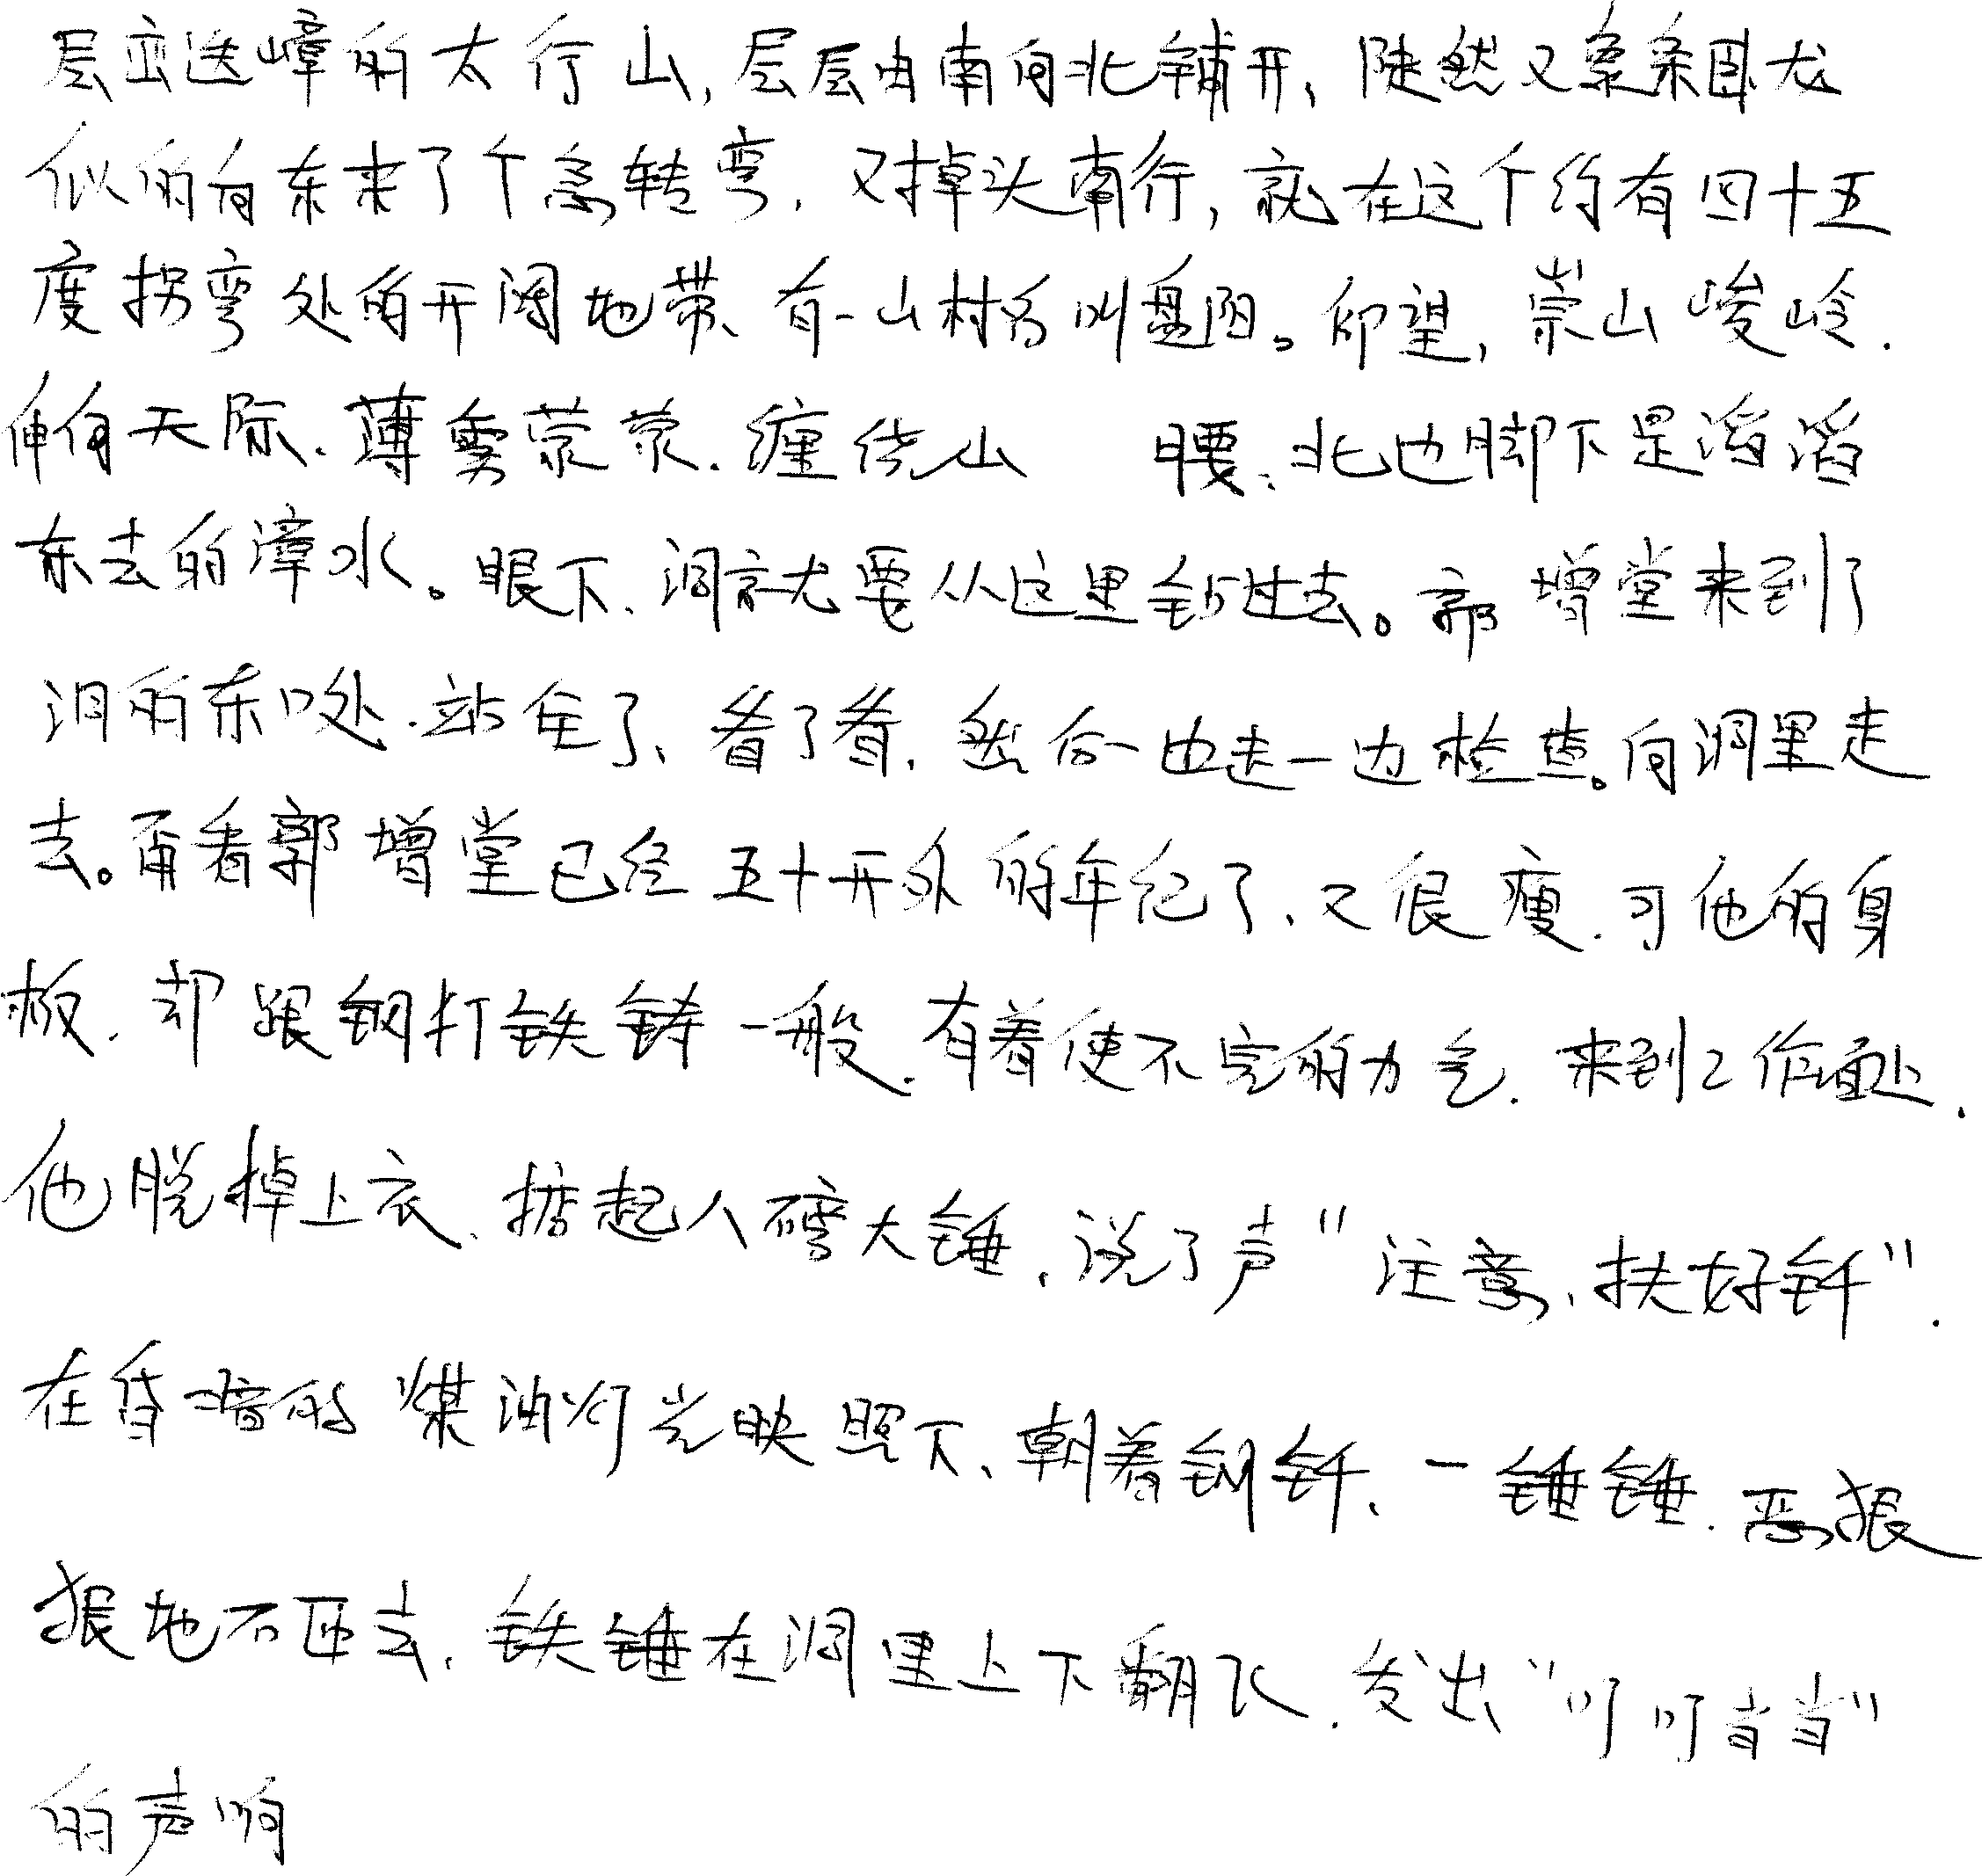 层峦迭嶂的太行山,层层由南向北铺开,陡然又条条卧龙
似的向东来了个急转弯,又掉头南行,就在这个约有四十五
度拐弯处的开阔地带,有一山村名叫盘阳。仰望,崇山峻岭,
伸向天际,薄雾蒙蒙,缠绕山腰,北边脚下是滔滔
东去的漳水。眼下,洞就要从这里钻过去。郭增堂来到了
洞的东口处,站住了,看了看,然后一边走一边检查。向洞里走
去。再看郭增堂已经五十开外的年纪了,又很瘦,可他的身
板,却跟钢打铁铸一般,有着使不完的力气,来到工作面处,
他脱掉上衣,掂起八磅大锤,说了声"注意,扶好钎",
在昏暗的煤油灯光映照下,朝着钢钎,一锤锤,恶狠
狠地石砸去,铁锤在洞里上下翻飞,发出"叮叮当当"
的声响